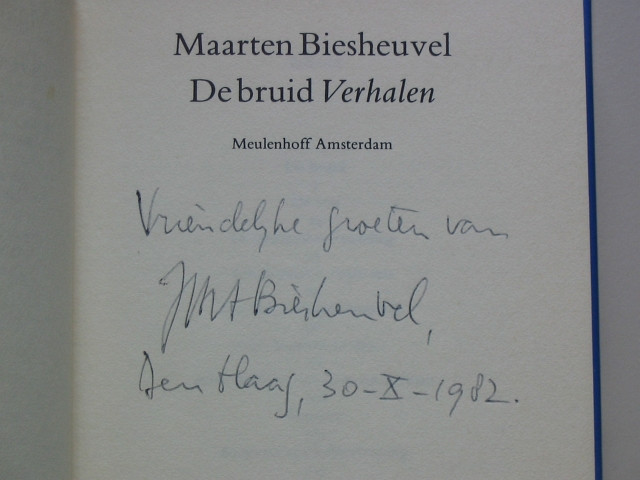 Maarten Biesheuvel
De bruid Verhalen
Meulenhoff Amsterdam
Vriendelijke groeten van
JMA Biesheuvel,
Den Haag, 30-X-1982.